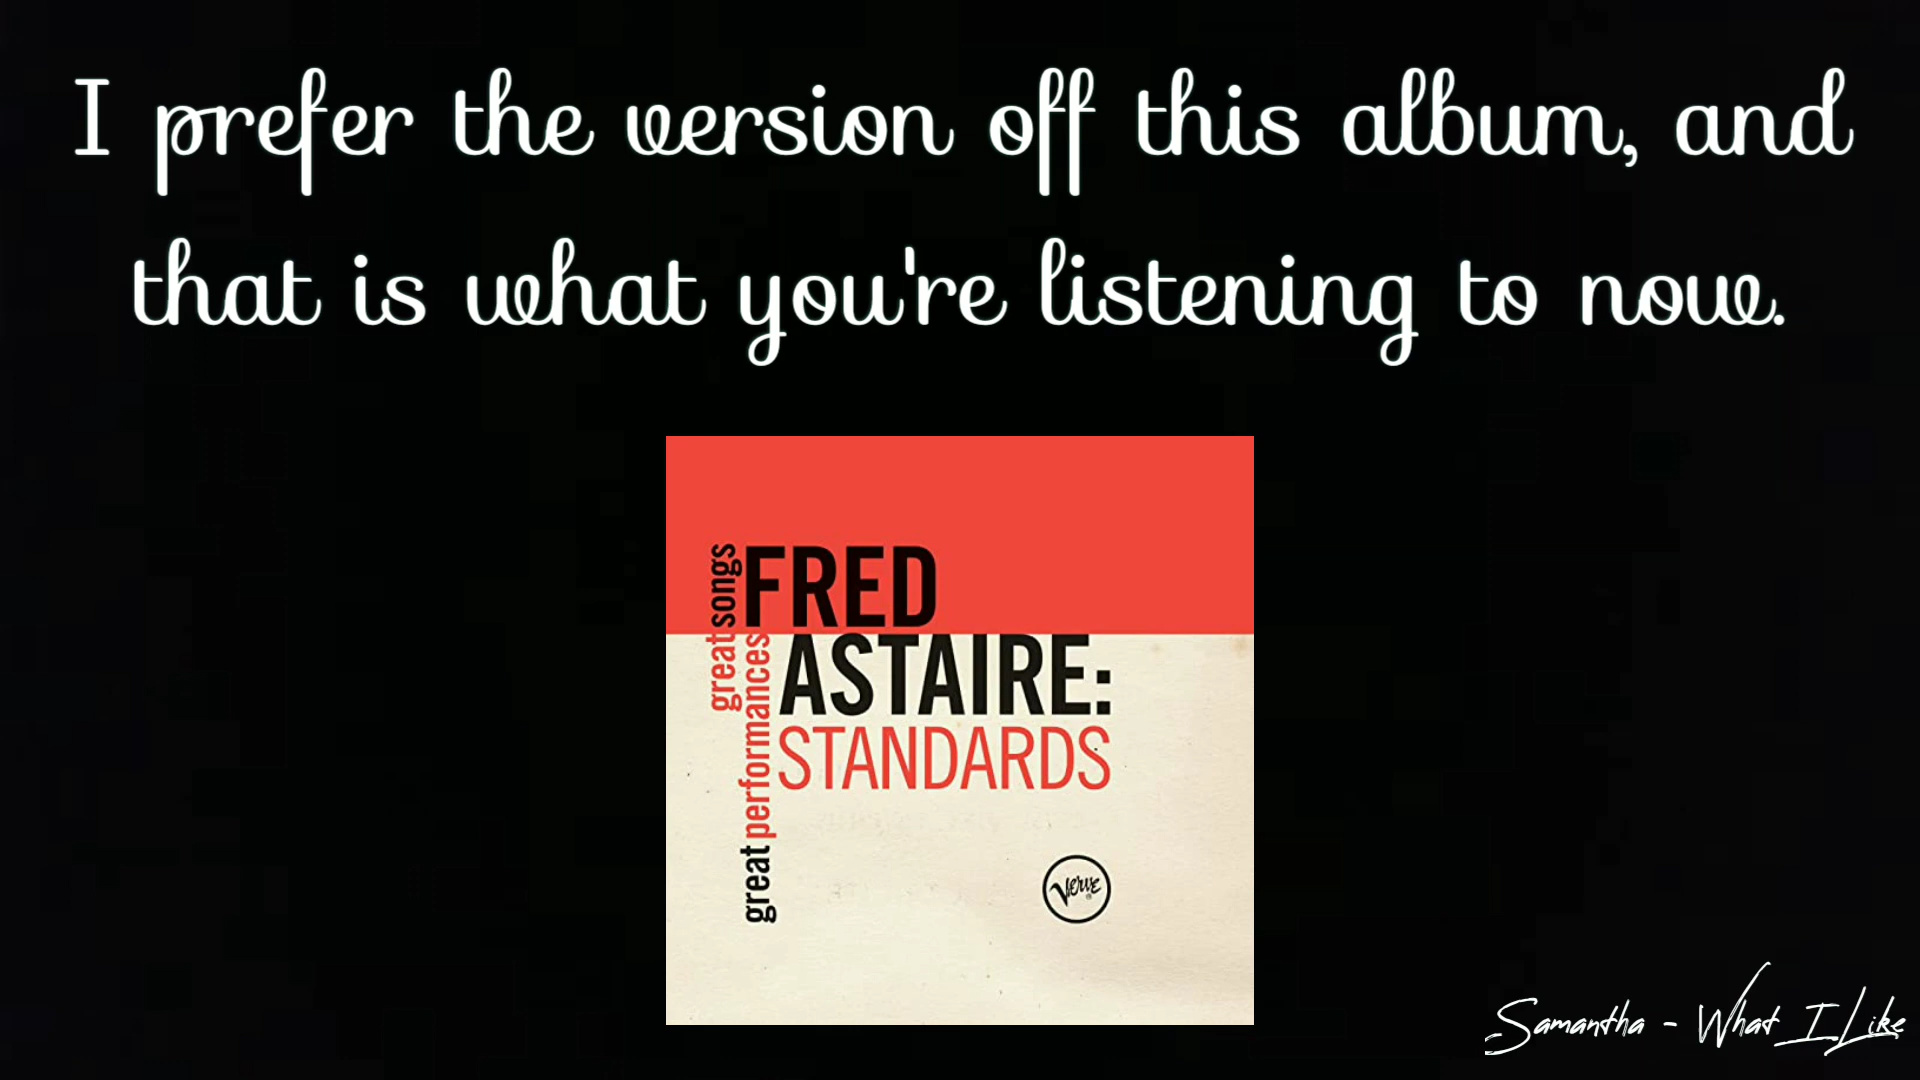 I prefer the version off this album, and
that is what you're listening to now.
great songs
great performances
FRED
ASTAIRE:
STANDARDS
VERVE
Samantha - What I Like